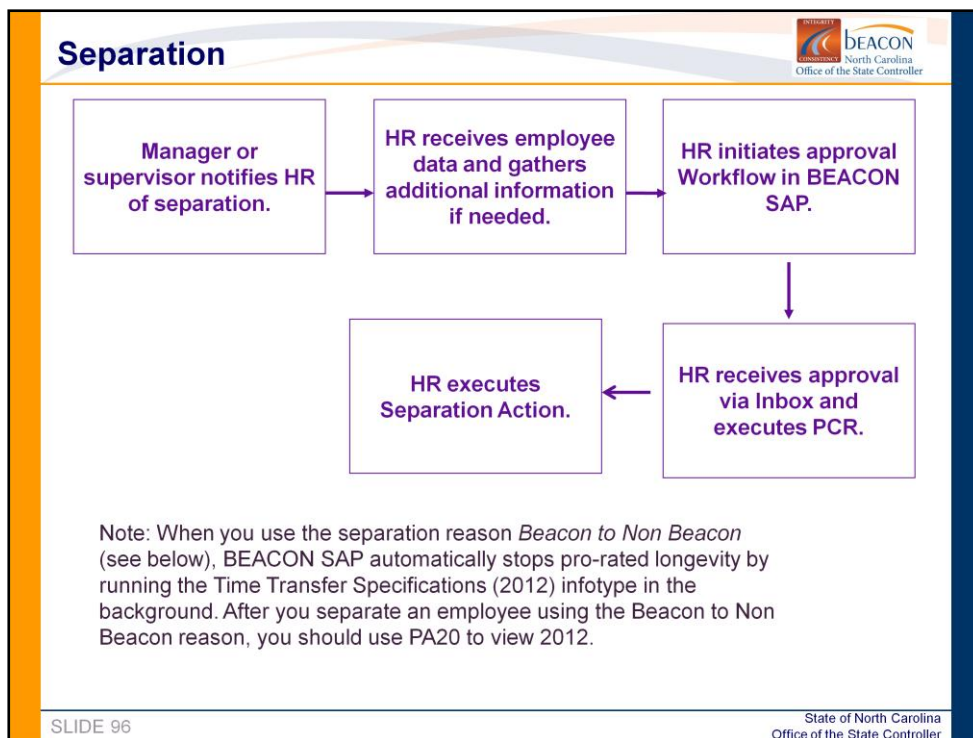 Separation
INTEGRITY
CONSISTENCY
bEACON
North Carolina
Office of the State Controller
Manager or
supervisor notifies HR
of separation.
HR receives employee
data and gathers
additional information
if needed.
HR initiates approval
Workflow in BEACON
SAP.
HR receives approval
via Inbox and
executes PCR.
HR executes
Separation Action.
Note: When you use the separation reason Beacon to Non Beacon
(see below), BEACON SAP automatically stops pro-rated longevity by
running the Time Transfer Specifications (2012) infotype in the
background. After you separate an employee using the Beacon to Non
Beacon reason, you should use PA20 to view 2012.
SLIDE 96
State of North Carolina
Office of the State Controller